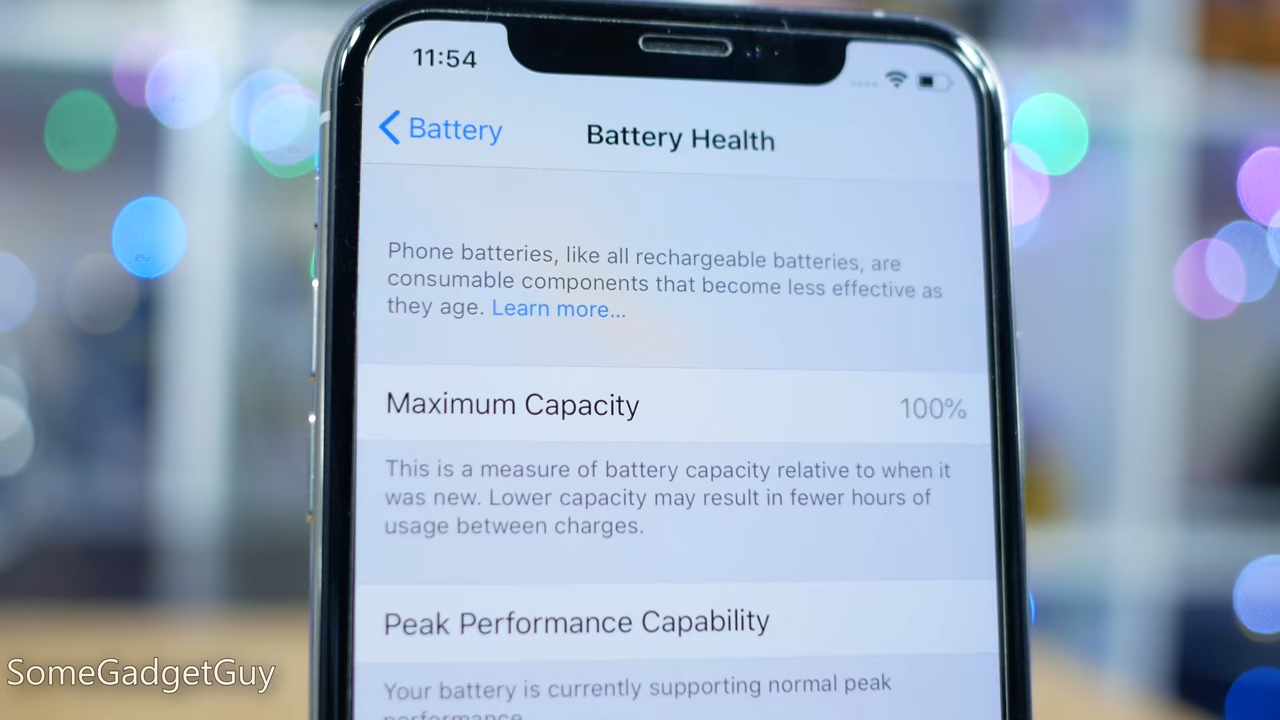 11:54
Battery
Battery Health
Phone batteries, like all rechargeable batteries, are
consumable components that become less effective as
they age. Learn more...
Maximum Capacity 100%
This is a measure of battery capacity relative to when it
was new. Lower capacity may result in fewer hours of
usage between charges.
Peak Performance Capability
Your battery is currently supporting normal peak
performance.
SomeGadgetGuy